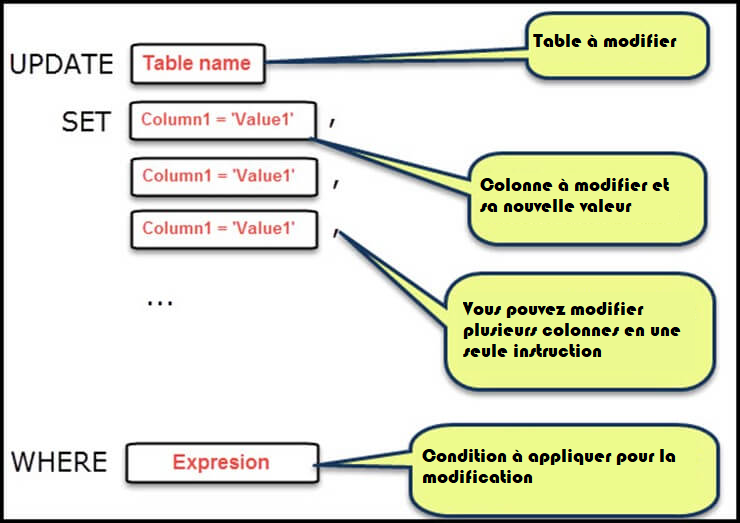 UPDATE Table name
Table à modifier
SET Column1 = 'Value1' ,
Column1 = 'Value1' ,
Colonne à modifier et
sa nouvelle valeur
Column1 = 'Value1' ,
...
Vous pouvez modifier
plusieurs colonnes en une
seule instruction
WHERE Expresion
Condition à appliquer pour la
modification